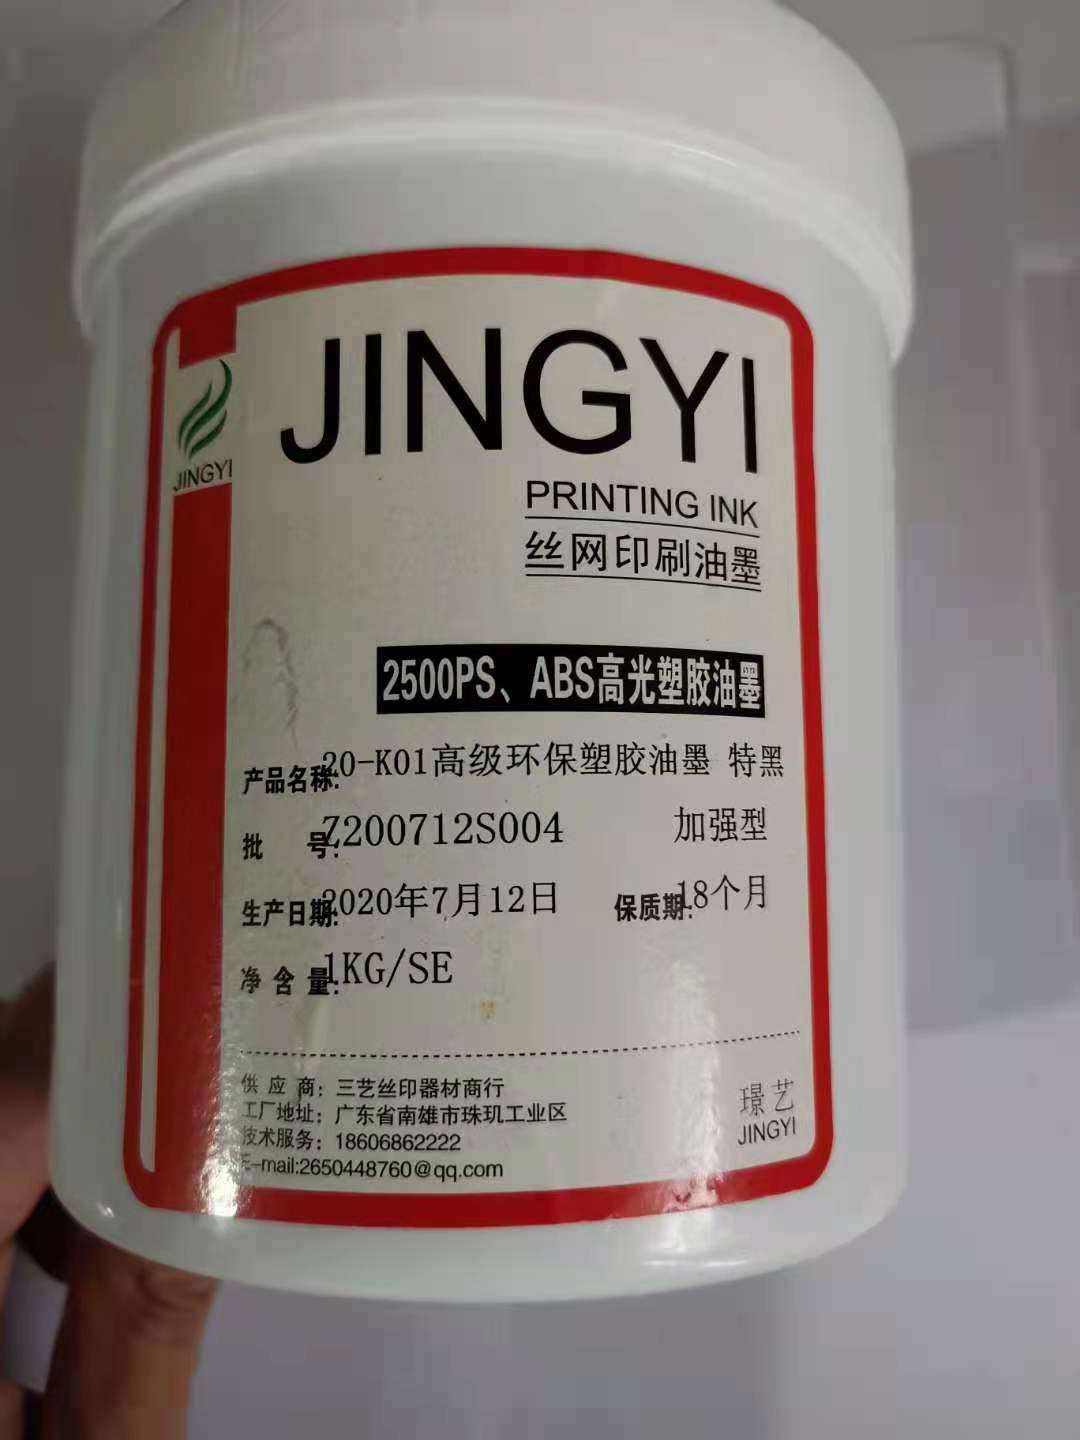 JINGYI
JINGYI
PRINTING INK
丝网印刷油墨
2500PS、ABS高光塑胶油墨
产品名称:20-K01高级环保塑胶油墨 特黑
批 号:Z200712S004 加强型
生产日期:2020年7月12日 保质期:18个月
净 含 量:1KG/SE
供 应 商：三艺丝印器材商行
工厂地址：广东省南雄市珠玑工业区
技术服务：18606862222
E-mail:2650448760@qq.com
璟艺
JINGYI